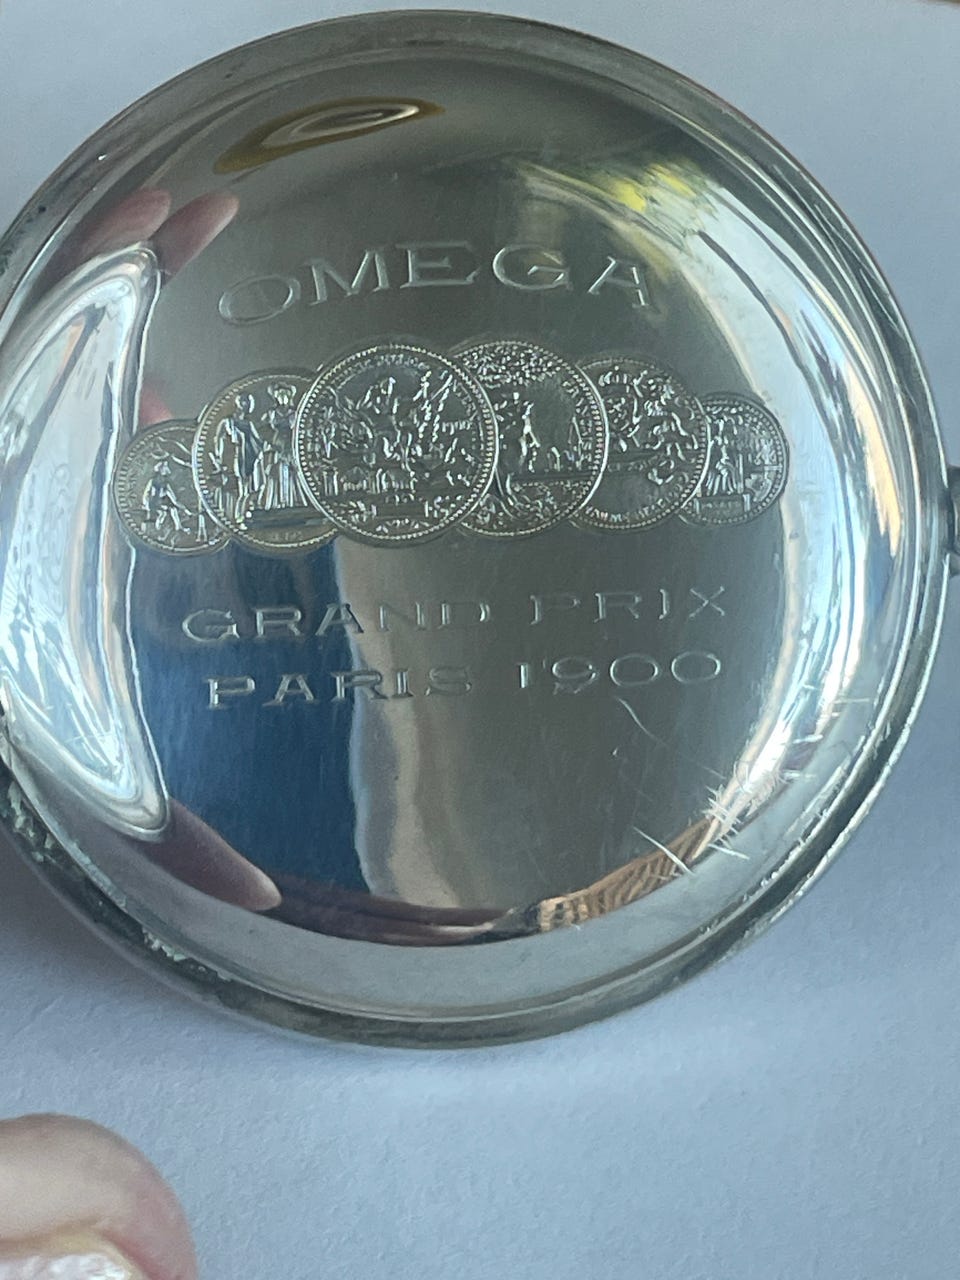 OMEGA
GRAND PRIX
PARIS 1900